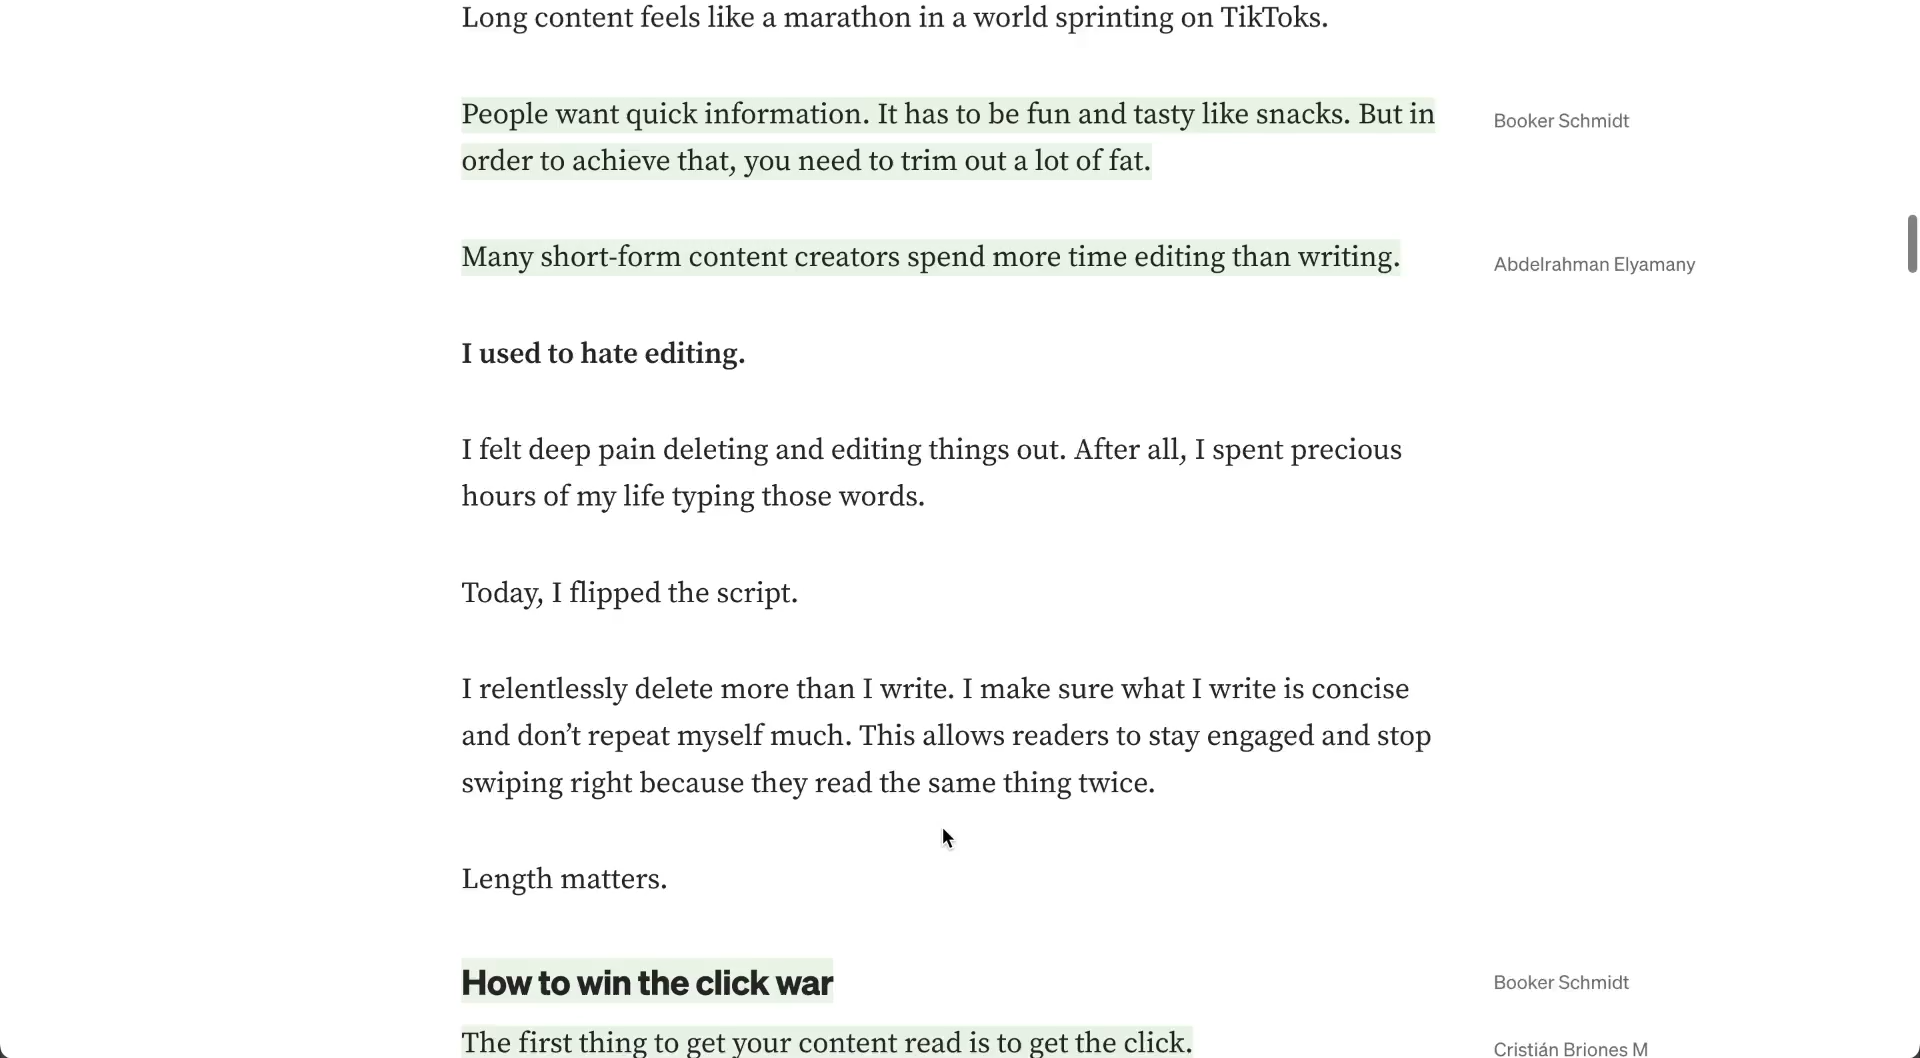 Long content feels like a marathon in a world sprinting on TikToks.
People want quick information. It has to be fun and tasty like snacks. But in
order to achieve that, you need to trim out a lot of fat.
Booker Schmidt
Many short-form content creators spend more time editing than writing.
Abdelrahman Elyamany
I used to hate editing.
I felt deep pain deleting and editing things out. After all, I spent precious
hours of my life typing those words.
Today, I flipped the script.
I relentlessly delete more than I write. I make sure what I write is concise
and don’t repeat myself much. This allows readers to stay engaged and stop
swiping right because they read the same thing twice.
Length matters.
How to win the click war
Booker Schmidt
The first thing to get your content read is to get the click.
Cristián Briones M